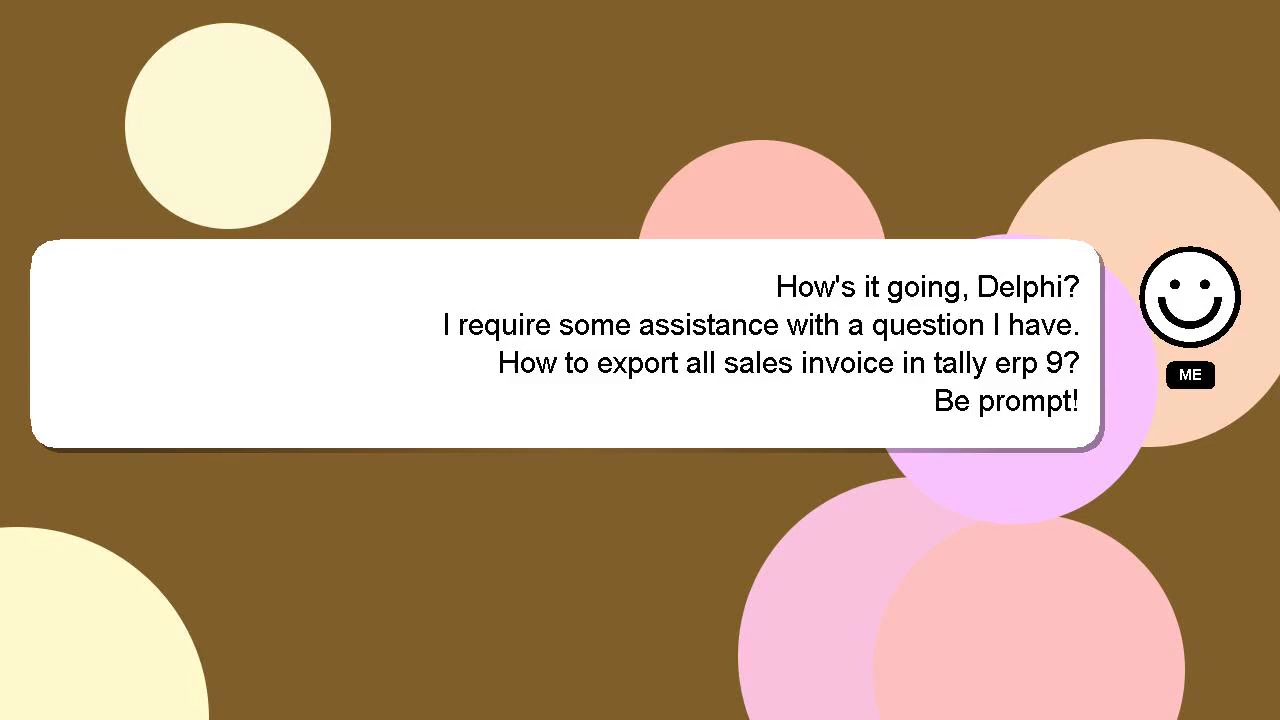 How's it going, Delphi?
I require some assistance with a question I have.
How to export all sales invoice in tally erp 9?
Be prompt!
ME